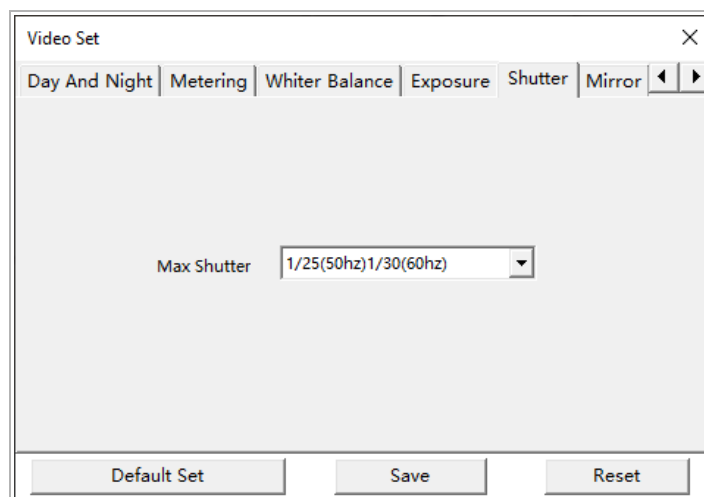 Video Set
Day And Night Metering Whiter Balance Exposure Shutter Mirror
Max Shutter 1/25(50hz)1/30(60hz)
Default Set Save Reset